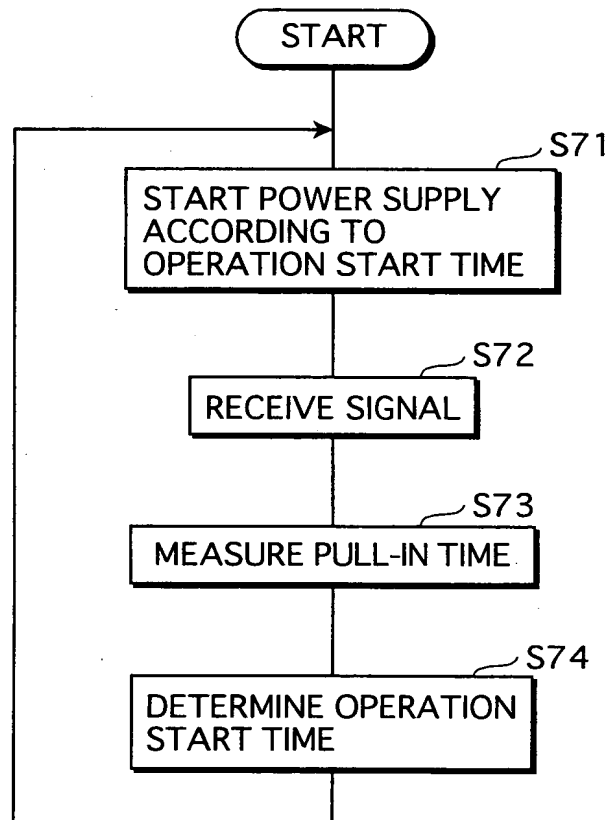 START
S71
START POWER SUPPLY
ACCORDING TO
OPERATION START TIME
S72
RECEIVE SIGNAL
S73
MEASURE PULL-IN TIME
S74
DETERMINE OPERATION
START TIME